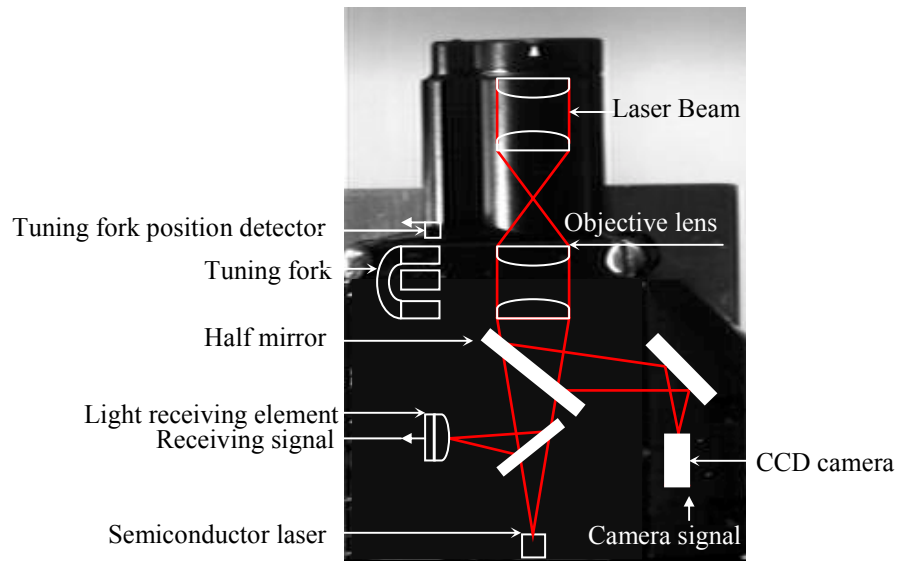 Laser Beam
Objective lens
Tuning fork position detector
Tuning fork
Half mirror
Light receiving element
Receiving signal
CCD camera
Semiconductor laser
Camera signal